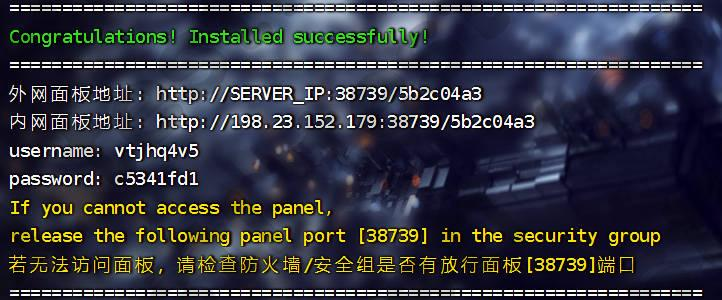 ==================================================================
Congratulations! Installed successfully!
==================================================================
外网面板地址: http://SERVER_IP:38739/5b2c04a3
内网面板地址: http://198.23.152.179:38739/5b2c04a3
username: vtjhq4v5
password: c5341fd1
If you cannot access the panel,
release the following panel port [38739] in the security group
若无法访问面板，请检查防火墙/安全组是否有放行面板[38739]端口
==================================================================